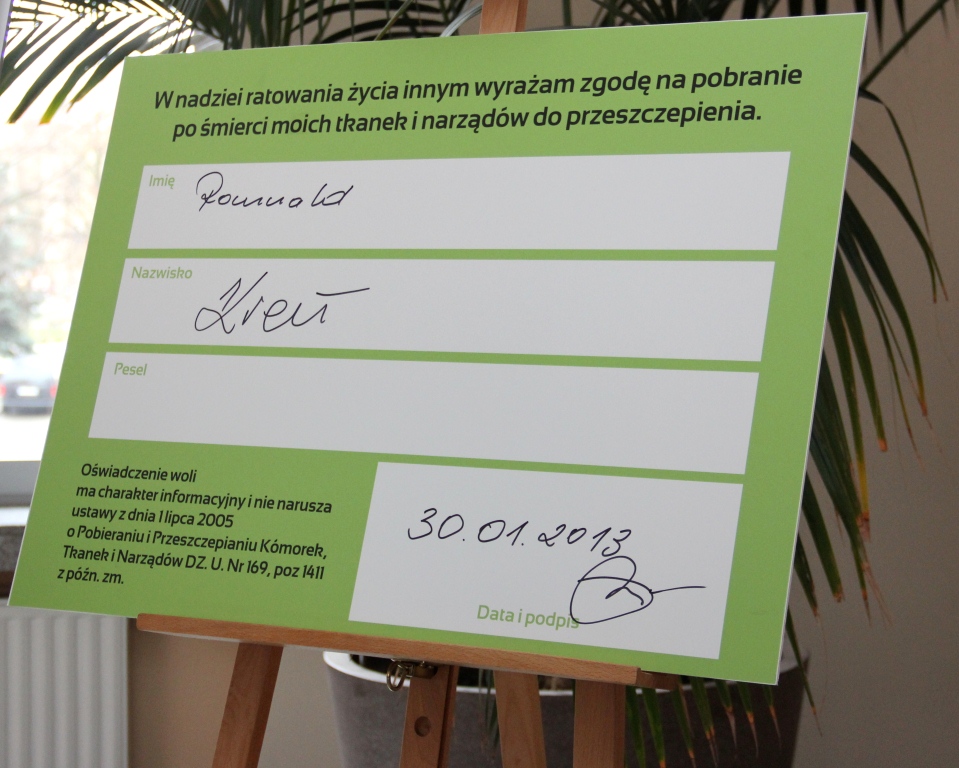 W nadziei ratowania życia innym wyrażam zgodę na pobranie
po śmierci moich tkanek i narządów do przeszczepienia.
Imię
Romuald
Nazwisko
Kreń
Pesel
Oświadczenie woli
ma charakter informacyjny i nie narusza
ustawy z dnia 1 lipca 2005
o Pobieraniu i Przeszczepianiu Kómorek,
Tkanek i Narządów DZ. U. Nr 169, poz 1411
z późn. zm.
30.01.2013
Data i podpis